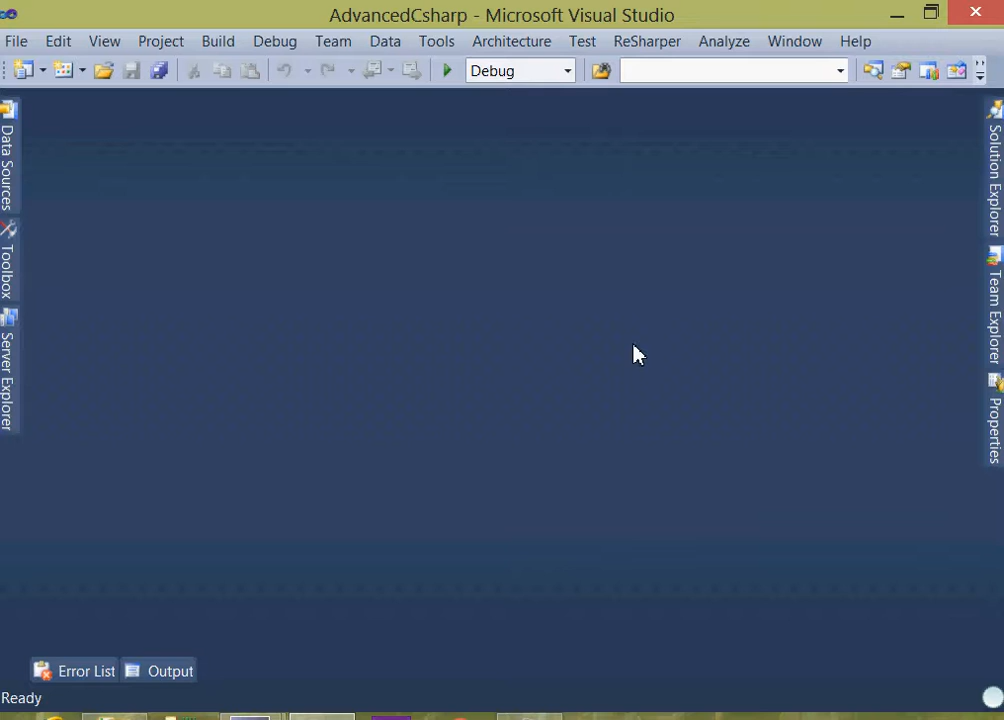 AdvancedCsharp - Microsoft Visual Studio
File Edit View Project Build Debug Team Data Tools Architecture Test ReSharper Analyze Window Help
Debug
Data Sources
Toolbox
Server Explorer
Solution Explorer
Team Explorer
Properties
Error List Output
Ready